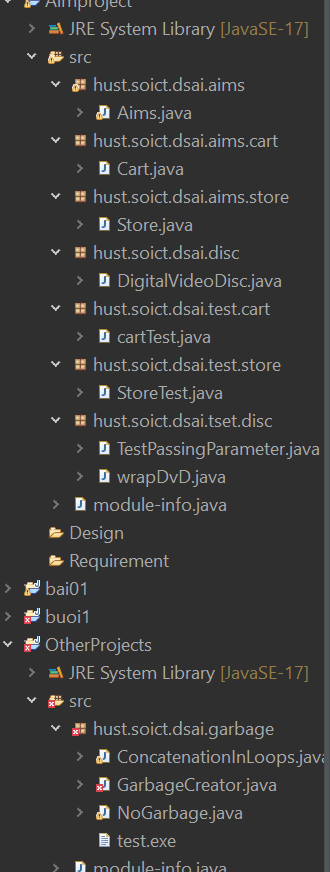 AimProject
JRE System Library [JavaSE-17]
src
hust.soict.dsai.aims
Aims.java
hust.soict.dsai.aims.cart
Cart.java
hust.soict.dsai.aims.store
Store.java
hust.soict.dsai.disc
DigitalVideoDisc.java
hust.soict.dsai.test.cart
cartTest.java
hust.soict.dsai.test.store
StoreTest.java
hust.soict.dsai.tset.disc
TestPassingParameter.java
wrapDvD.java
module-info.java
Design
Requirement
bai01
buoi1
OtherProjects
JRE System Library [JavaSE-17]
src
hust.soict.dsai.garbage
ConcatenationInLoops.java
GarbageCreator.java
NoGarbage.java
test.exe
module-info.java